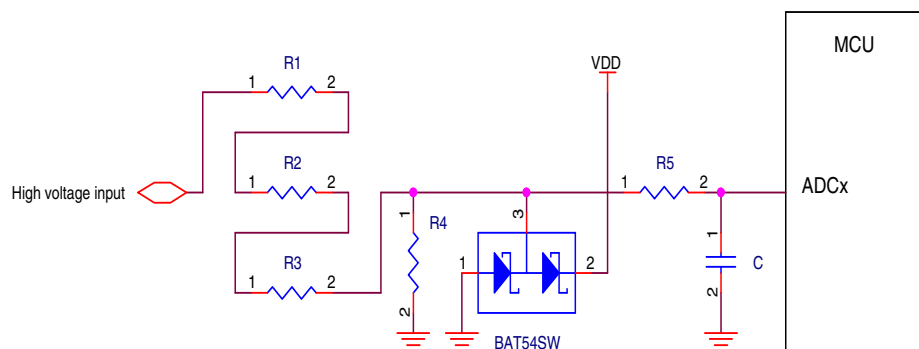 MCU
R1
1 2
VDD
R2
1 2
High voltage input
R5
1 2
ADCx
R3
1 2
1
R4
2
3
1 2
BAT54SW
1
C
2